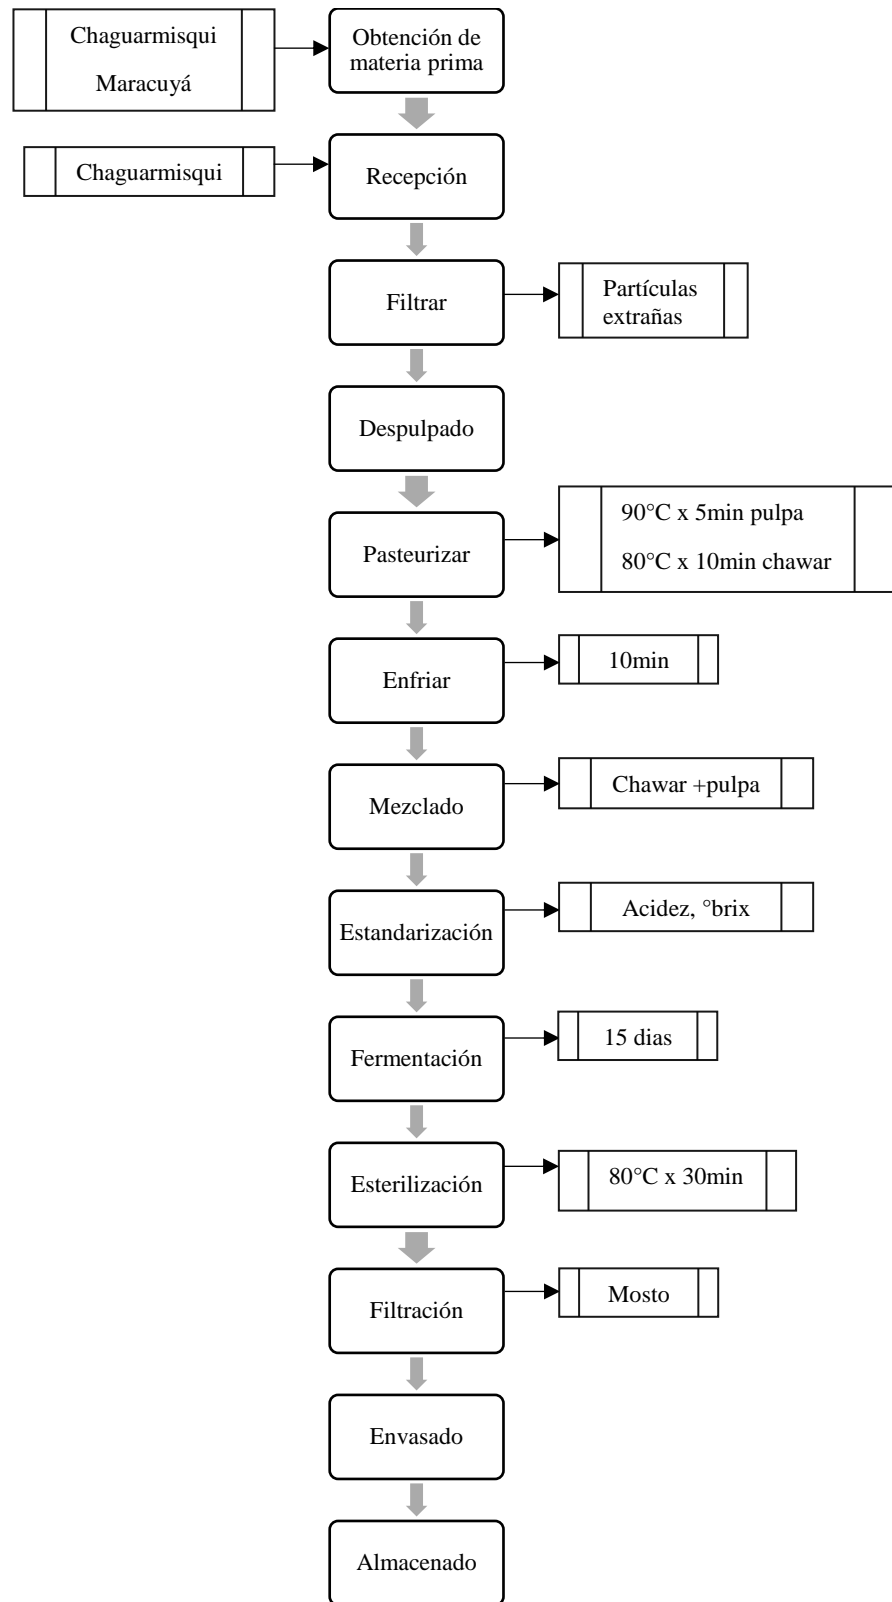 Chaguarmisqui
Maracuyá
Obtención de
materia prima
Chaguarmisqui
Recepción
Filtrar
Partículas
extrañas
Despulpado
90°C x 5min pulpa
80°C x 10min chawar
Pasteurizar
Enfriar
10min
Mezclado
Chawar +pulpa
Estandarización
Acidez, °brix
Fermentación
15 dias
Esterilización
80°C x 30min
Filtración
Mosto
Envasado
Almacenado